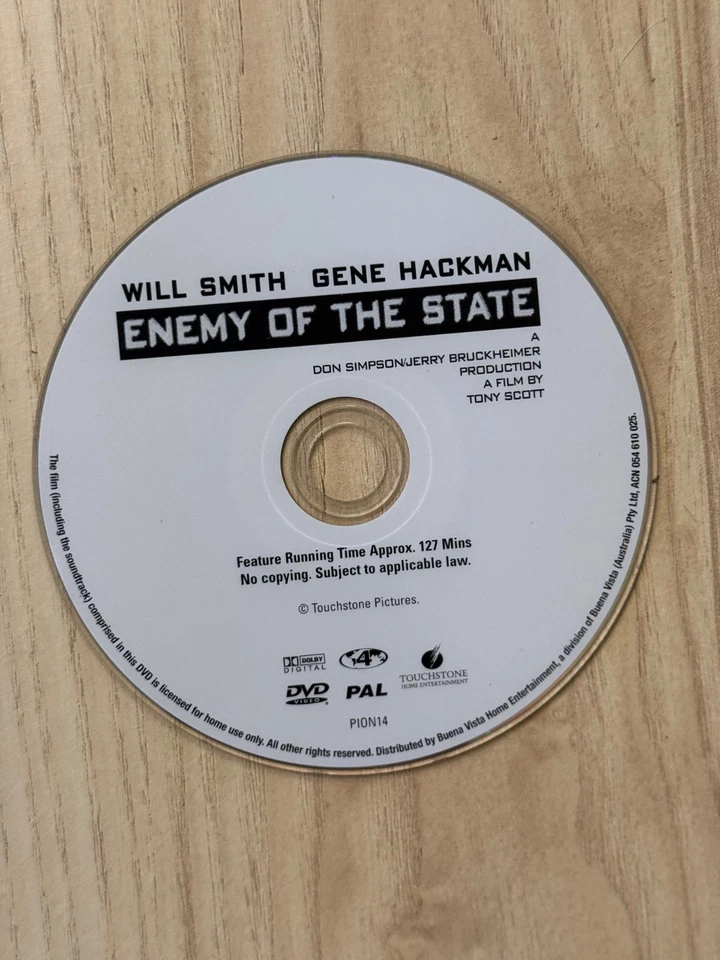 WILL SMITH GENE HACKMAN
ENEMY OF THE STATE
A
DON SIMPSON/JERRY BRUCKHEIMER
PRODUCTION
A FILM BY
TONY SCOTT
Feature Running Time Approx. 127 Mins
No copying. Subject to applicable law.
© Touchstone Pictures.
DOLBY
DIGITAL
4
TOUCHSTONE
HOME ENTERTAINMENT
DVD
VIDEO
PAL
PION14
The film (including the soundtrack) comprised in this DVD is licensed for home use only. All other rights reserved. Distributed by Buena Vista Home Entertainment, a division of Buena Vista (Australia) Pty Ltd, ACN 054 610 025.